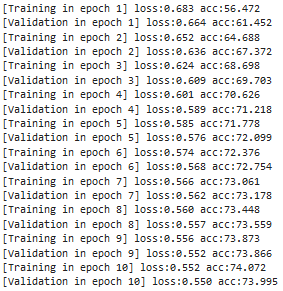 [Training in epoch 1] loss:0.683 acc:56.472
[Validation in epoch 1] loss:0.664 acc:61.452
[Training in epoch 2] loss:0.652 acc:64.688
[Validation in epoch 2] loss:0.636 acc:67.372
[Training in epoch 3] loss:0.624 acc:68.698
[Validation in epoch 3] loss:0.609 acc:69.703
[Training in epoch 4] loss:0.601 acc:70.626
[Validation in epoch 4] loss:0.589 acc:71.218
[Training in epoch 5] loss:0.585 acc:71.778
[Validation in epoch 5] loss:0.576 acc:72.099
[Training in epoch 6] loss:0.574 acc:72.376
[Validation in epoch 6] loss:0.568 acc:72.754
[Training in epoch 7] loss:0.566 acc:73.061
[Validation in epoch 7] loss:0.562 acc:73.178
[Training in epoch 8] loss:0.560 acc:73.448
[Validation in epoch 8] loss:0.557 acc:73.559
[Training in epoch 9] loss:0.556 acc:73.873
[Validation in epoch 9] loss:0.552 acc:73.866
[Training in epoch 10] loss:0.552 acc:74.072
[Validation in epoch 10] loss:0.550 acc:73.995